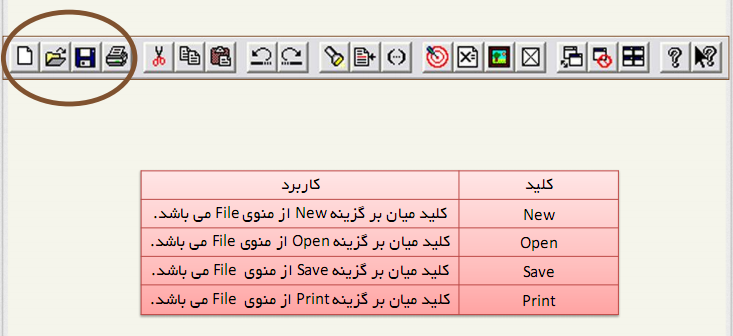 کلید کاربرد
New کلید میان بر گزینه New از منوی File می باشد.
Open کلید میان بر گزینه Open از منوی File می باشد.
Save کلید میان بر گزینه Save از منوی File می باشد.
Print کلید میان بر گزینه Print از منوی File می باشد.